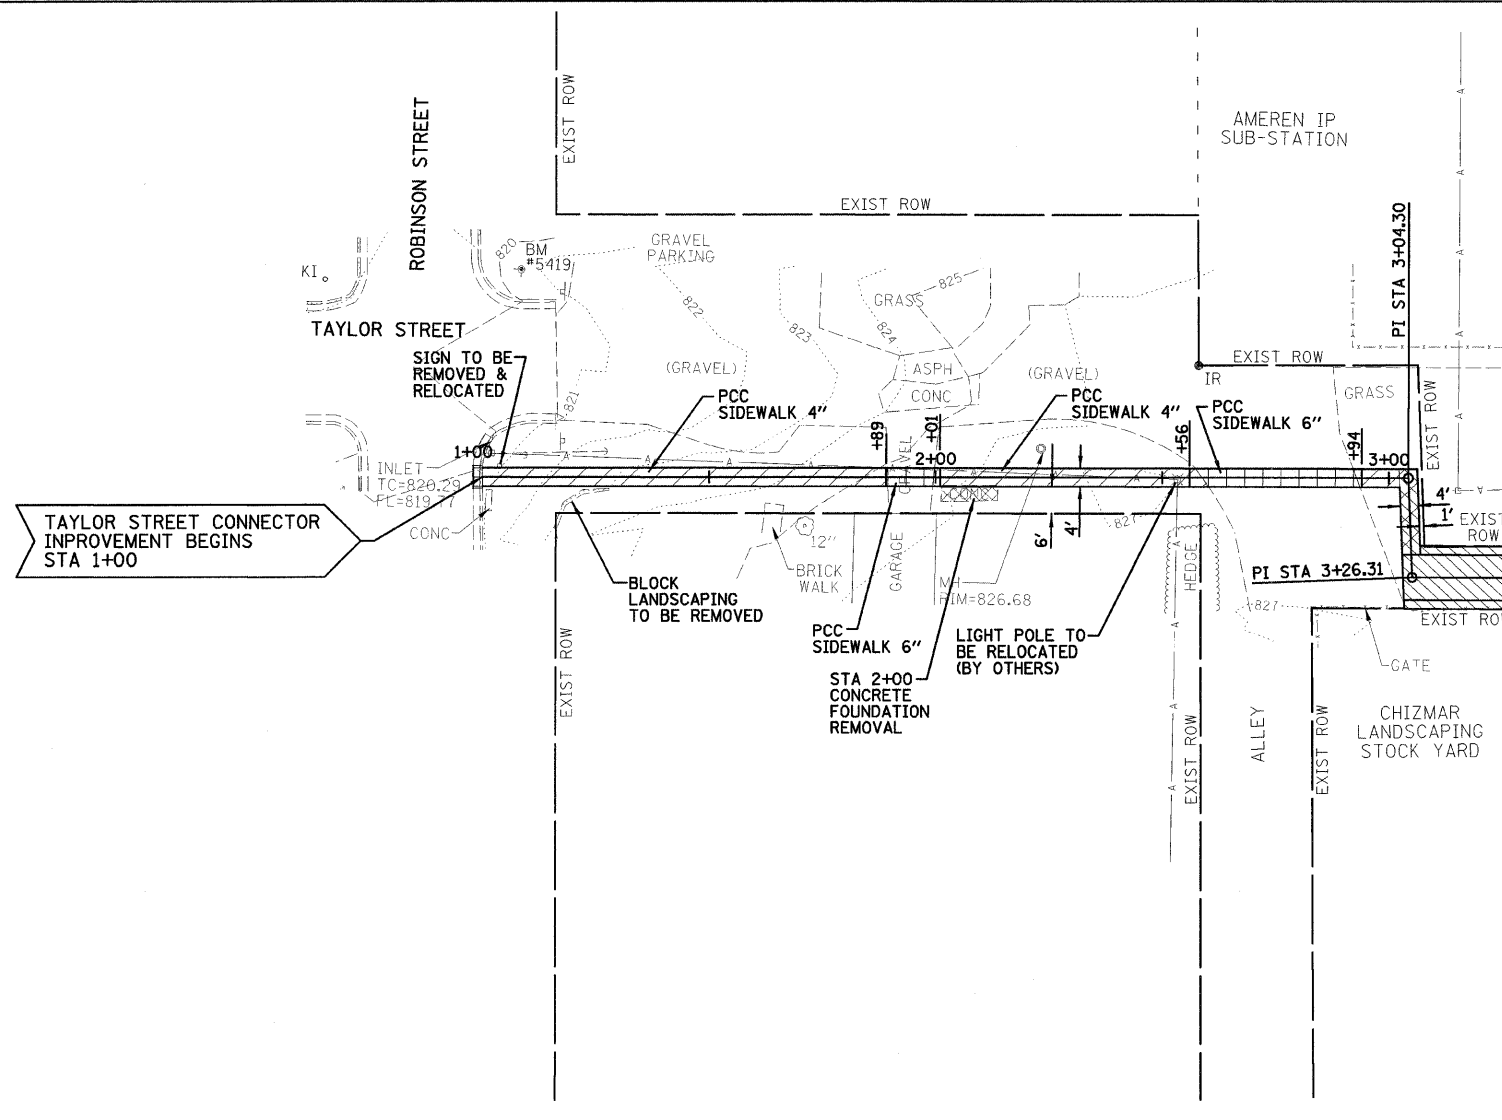 EXIST ROW
AMEREN IP
SUB-STATION
ROBINSON STREET
EXIST ROW
PI STA 3+04.30
820
BM
#5419
GRAVEL
PARKING
KI
822
823
824
825
GRASS
TAYLOR STREET
SIGN TO BE
REMOVED &
RELOCATED
821
(GRAVEL)
ASPH
CONC
(GRAVEL)
EXIST ROW
IR
GRASS
EXIST ROW
PCC
SIDEWALK 4"
PCC
SIDEWALK 4"
PCC
SIDEWALK 6"
+89
+01
+56
+94
1+00
2+00
3+00
GRAVEL
INLET
TC=820.29
FL=819.77
CONC
CONC
TAYLOR STREET CONNECTOR
INPROVEMENT BEGINS
STA 1+00
12"
BRICK
WALK
GARAGE
MH
RIM=826.68
6'
4'
827
HEDGE
4'
1'
EXIST
ROW
PI STA 3+26.31
827
EXIST RO
BLOCK
LANDSCAPING
TO BE REMOVED
PCC
SIDEWALK 6"
LIGHT POLE TO
BE RELOCATED
(BY OTHERS)
STA 2+00
CONCRETE
FOUNDATION
REMOVAL
GATE
EXIST ROW
EXIST ROW
ALLEY
EXIST ROW
CHIZMAR
LANDSCAPING
STOCK YARD